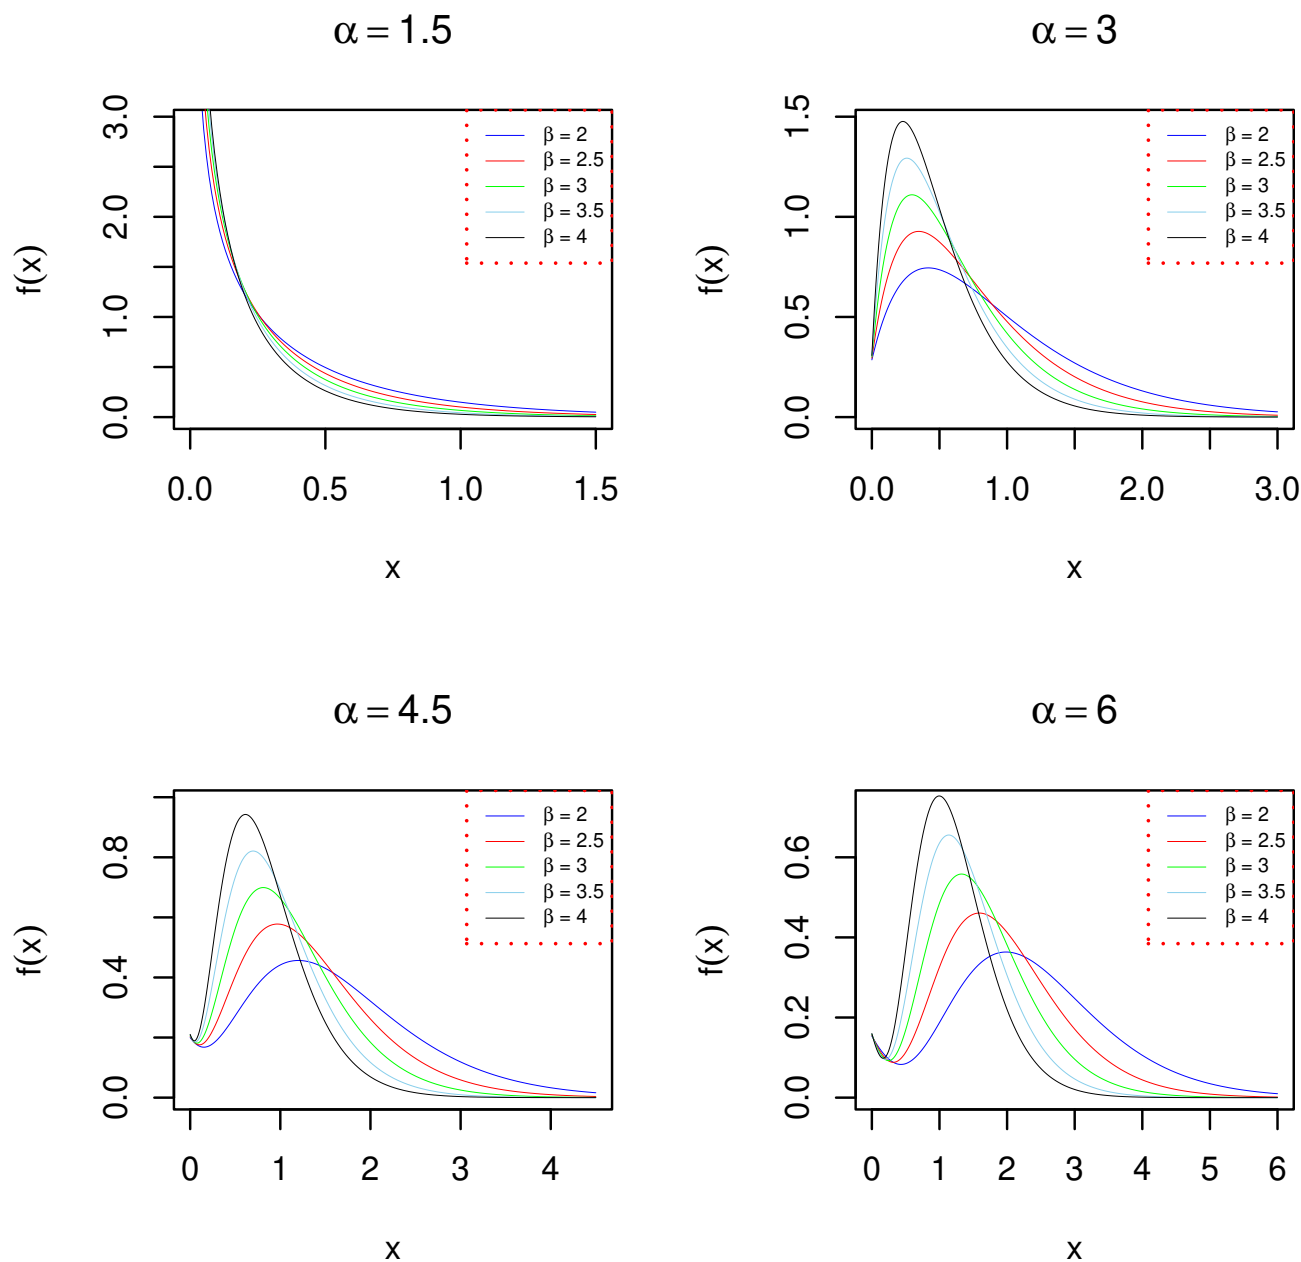 α = 1.5
f(x)
3.0
2.0
1.0
0.0
β = 2
β = 2.5
β = 3
β = 3.5
β = 4
0.0 0.5 1.0 1.5
x
α = 3
f(x)
1.5
1.0
0.5
0.0
β = 2
β = 2.5
β = 3
β = 3.5
β = 4
0.0 1.0 2.0 3.0
x
α = 4.5
f(x)
0.8
0.4
0.0
β = 2
β = 2.5
β = 3
β = 3.5
β = 4
0 1 2 3 4
x
α = 6
f(x)
0.6
0.4
0.2
0.0
β = 2
β = 2.5
β = 3
β = 3.5
β = 4
0 1 2 3 4 5 6
x